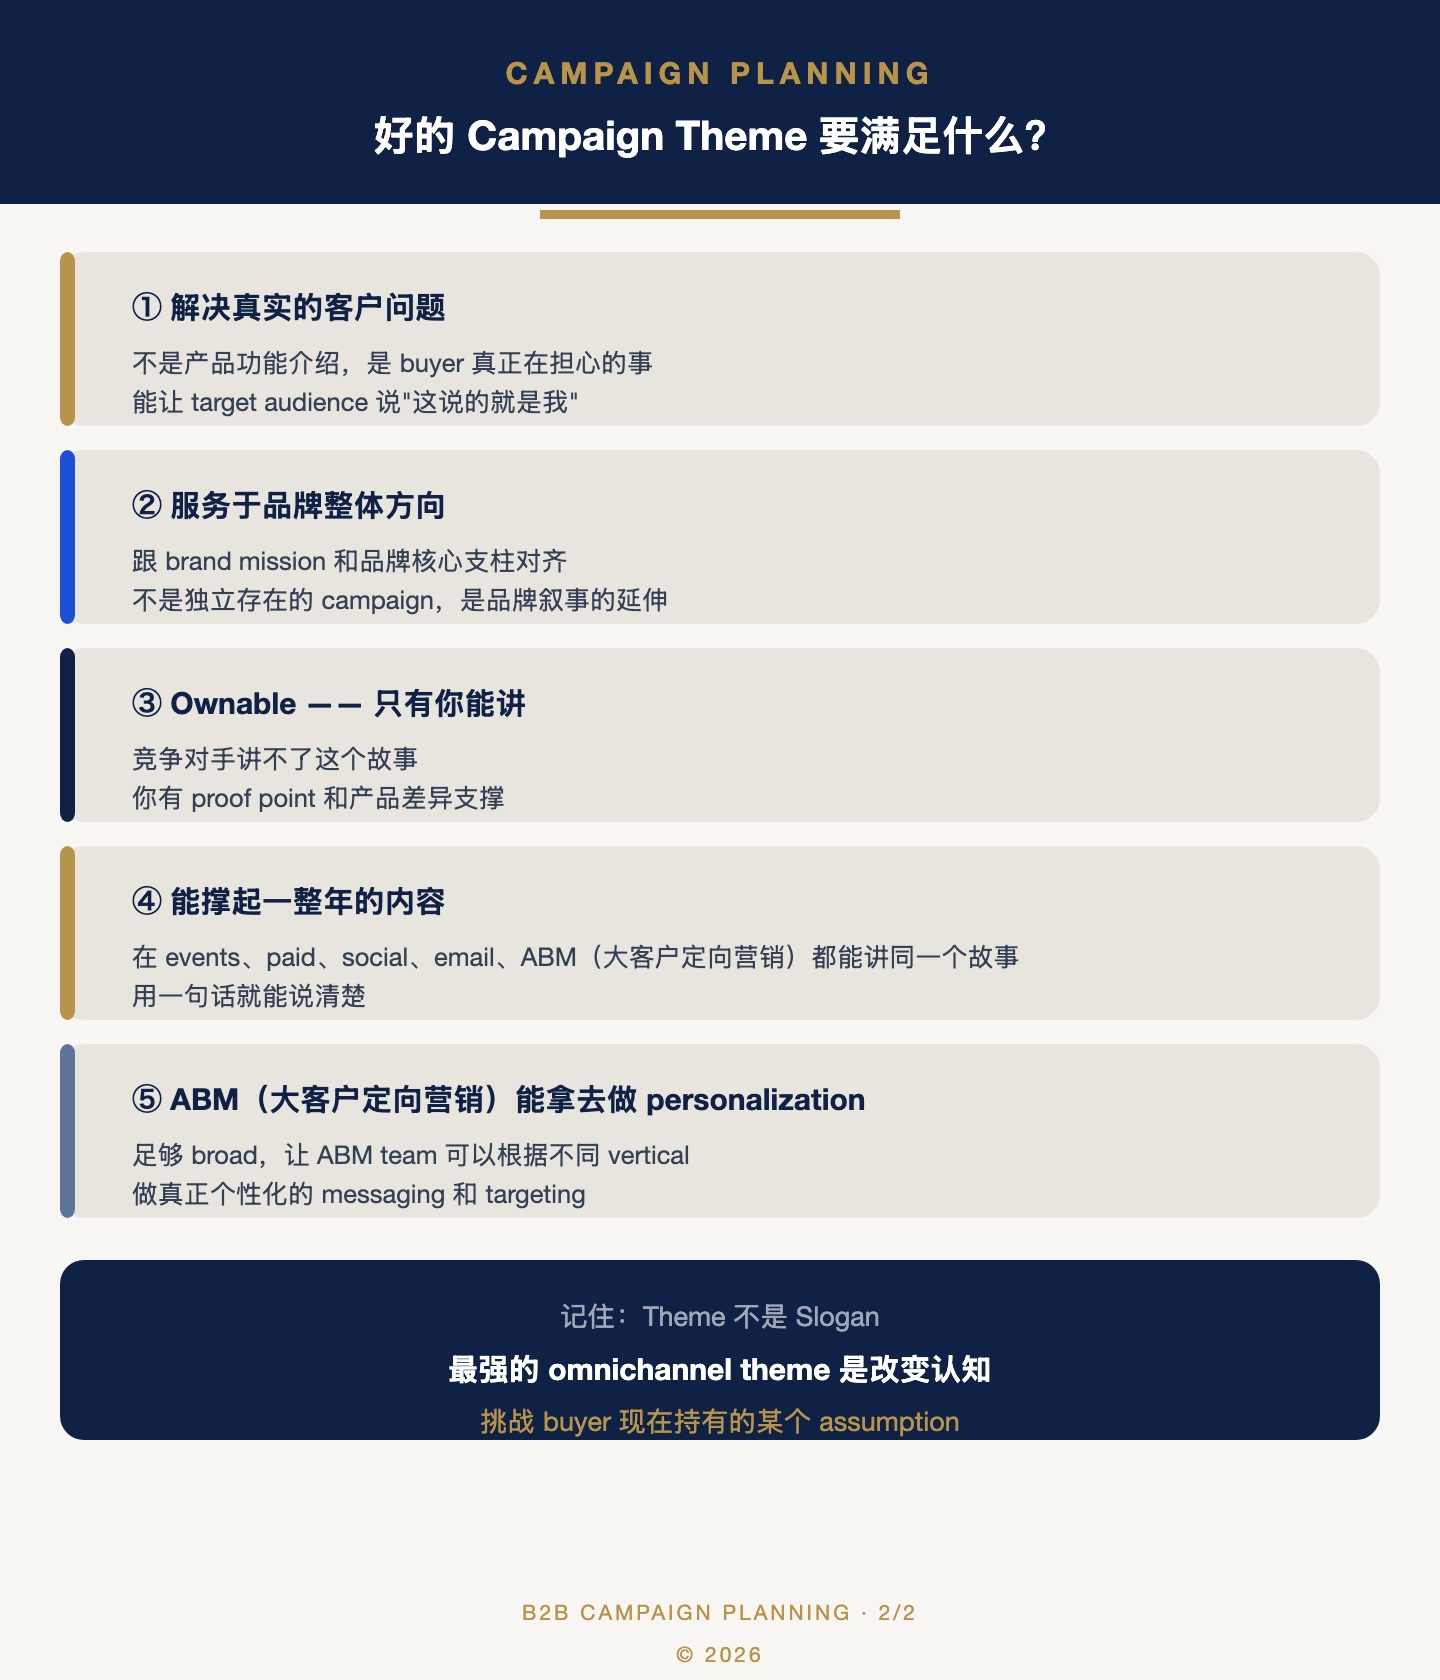 CAMPAIGN PLANNING
好的 Campaign Theme 要满足什么？
① 解决真实的客户问题
不是产品功能介绍，是 buyer 真正在担心的事
能让 target audience 说"这说的就是我"
② 服务于品牌整体方向
跟 brand mission 和品牌核心支柱对齐
不是独立存在的 campaign，是品牌叙事的延伸
③ Ownable —— 只有你能讲
竞争对手讲不了这个故事
你有 proof point 和产品差异支撑
④ 能撑起一整年的内容
在 events、paid、social、email、ABM（大客户定向营销）都能讲同一个故事
用一句话就能说清楚
⑤ ABM（大客户定向营销）能拿去做 personalization
足够 broad，让 ABM team 可以根据不同 vertical
做真正个性化的 messaging 和 targeting
记住：Theme 不是 Slogan
最强的 omnichannel theme 是改变认知
挑战 buyer 现在持有的某个 assumption
B2B CAMPAIGN PLANNING · 2/2
© 2026